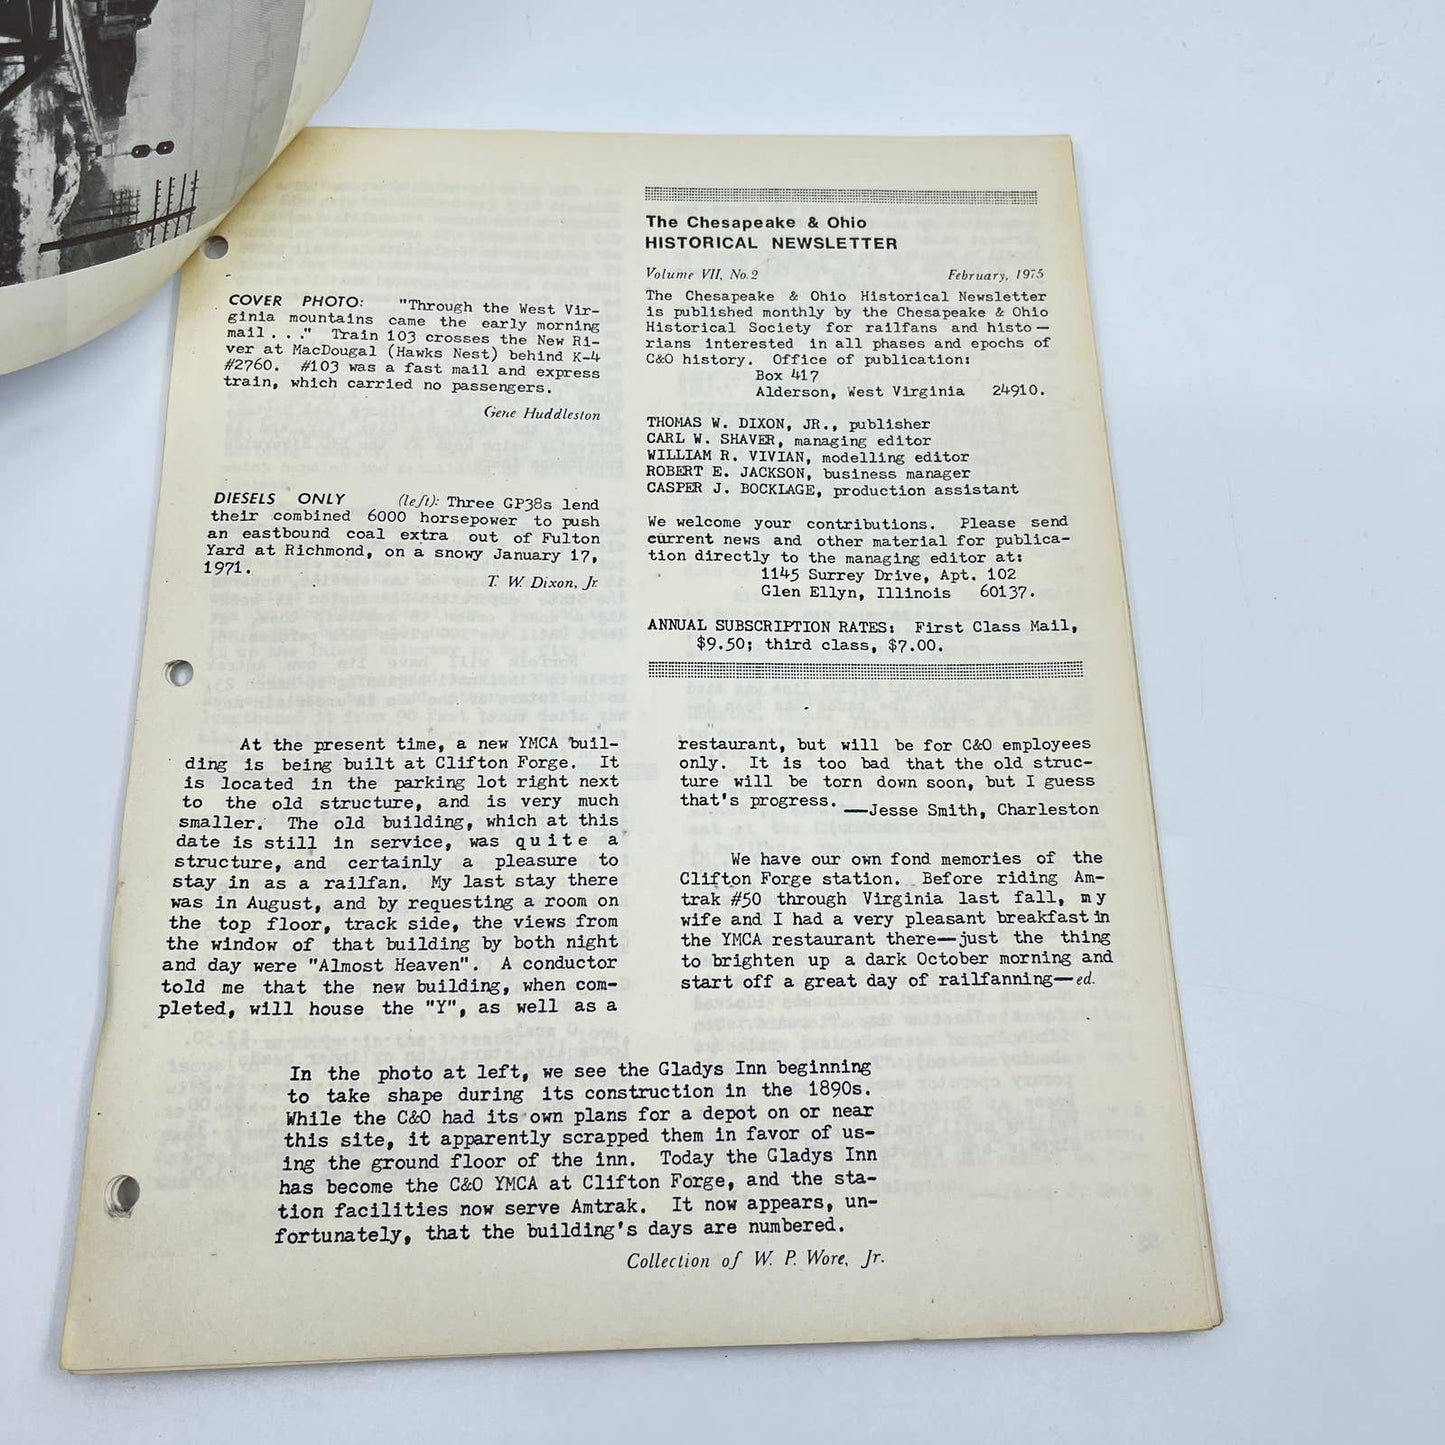 COVER PHOTO: "Through the West Vir-
ginia mountains came the early morning
mail . . ." Train 103 crosses the New Ri-
ver at MacDougal (Hawks Nest) behind K-4
#2760. #103 was a fast mail and express
train, which carried no passengers.
Gene Huddleston
DIESELS ONLY (left): Three GP38s lend
their combined 6000 horsepower to push
an eastbound coal extra out of Fulton
Yard at Richmond, on a snowy January 17,
1971.
T. W. Dixon, Jr.
The Chesapeake & Ohio
HISTORICAL NEWSLETTER
Volume VII, No. 2 February, 1975
The Chesapeake & Ohio Historical Newsletter
is published monthly by the Chesapeake & Ohio
Historical Society for railfans and histo—
rians interested in all phases and epochs of
C&O history. Office of publication:
Box 417
Alderson, West Virginia 24910.
THOMAS W. DIXON, JR., publisher
CARL W. SHAVER, managing editor
WILLIAM R. VIVIAN, modelling editor
ROBERT E. JACKSON, business manager
CASPER J. BOCKLAGE, production assistant
We welcome your contributions. Please send
current news and other material for publica-
tion directly to the managing editor at:
1145 Surrey Drive, Apt. 102
Glen Ellyn, Illinois 60137.
ANNUAL SUBSCRIPTION RATES: First Class Mail,
$9.50; third class, $7.00.
At the present time, a new YMCA buil-
ding is being built at Clifton Forge. It
is located in the parking lot right next
to the old structure, and is very much
smaller. The old building, which at this
date is still in service, was quite a
structure, and certainly a pleasure to
stay in as a railfan. My last stay there
was in August, and by requesting a room on
the top floor, track side, the views from
the window of that building by both night
and day were "Almost Heaven". A conductor
told me that the new building, when com-
pleted, will house the "Y", as well as a
restaurant, but will be for C&O employees
only. It is too bad that the old struc-
ture will be torn down soon, but I guess
that's progress.
—Jesse Smith, Charleston
We have our own fond memories of the
Clifton Forge station. Before riding Am-
trak #50 through Virginia last fall, my
wife and I had a very pleasant breakfast in
the YMCA restaurant there—just the thing
to brighten up a dark October morning and
start off a great day of railfanning—ed.
In the photo at left, we see the Gladys Inn beginning
to take shape during its construction in the 1890s.
While the C&O had its own plans for a depot on or near
this site, it apparently scrapped them in favor of us-
ing the ground floor of the inn. Today the Gladys Inn
has become the C&O YMCA at Clifton Forge, and the sta-
tion facilities now serve Amtrak. It now appears, un-
fortunately, that the building's days are numbered.
Collection of W. P. Wore, Jr.